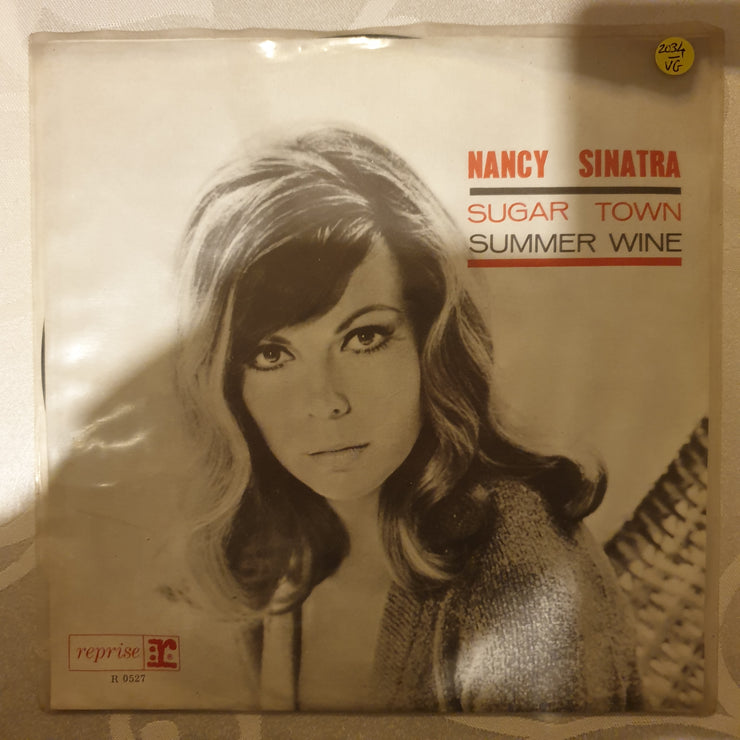 2034
VG
NANCY SINATRA
SUGAR TOWN
SUMMER WINE
reprise r®
R 0527